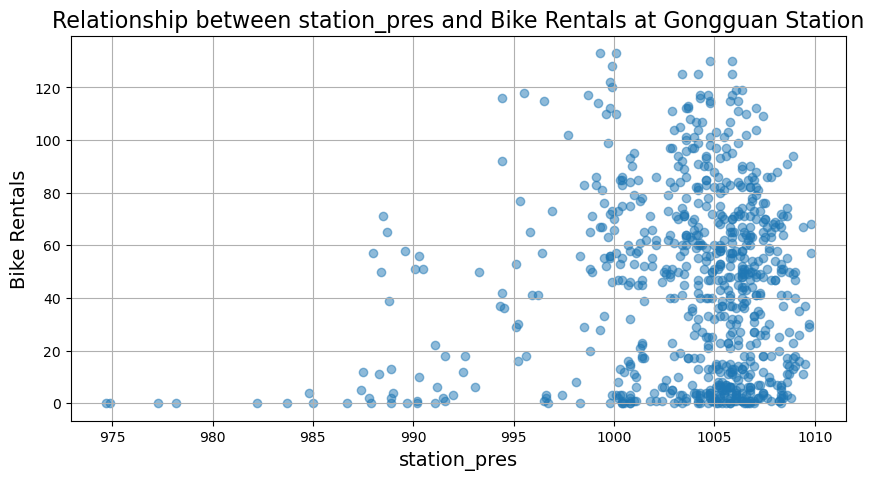 Relationship between station_pres and Bike Rentals at Gongguan Station
Bike Rentals
120
100
80
60
40
20
0
975 980 985 990 995 1000 1005 1010
station_pres